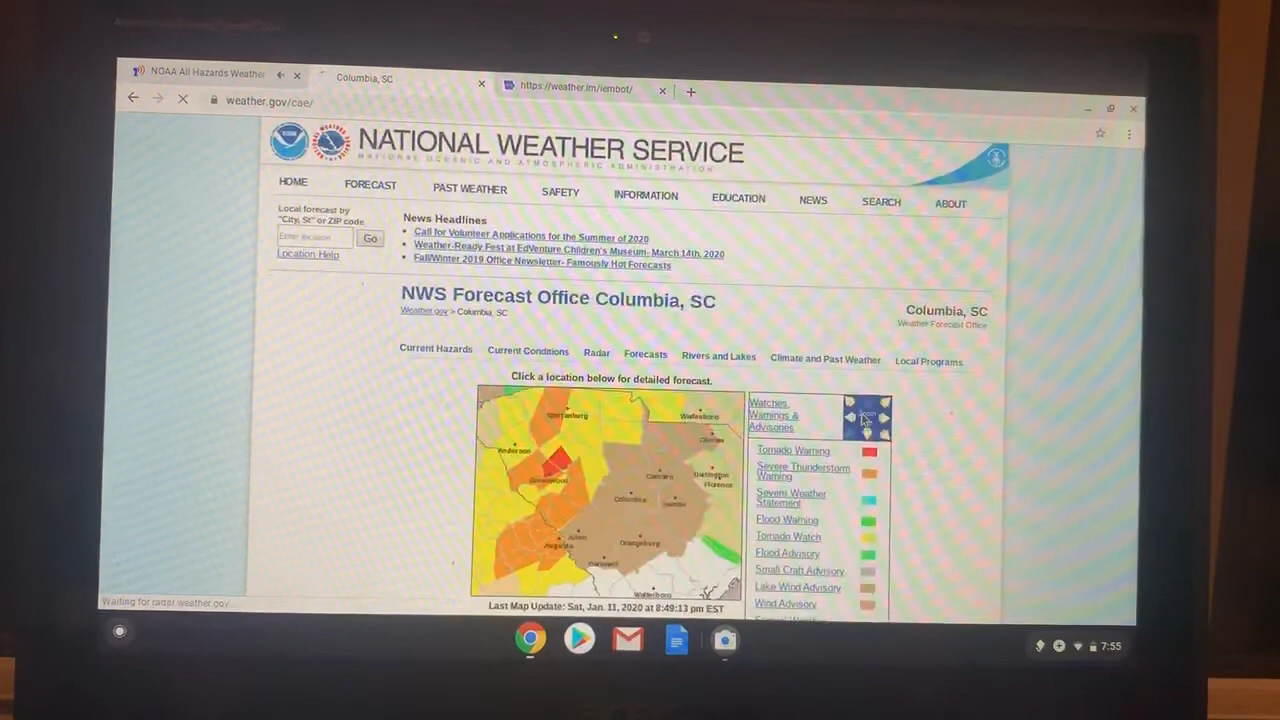 NOAA All Hazards Weather
Columbia, SC
https://weather.im/iembot/
weather.gov/cae/
NATIONAL WEATHER SERVICE
NATIONAL OCEANIC AND ATMOSPHERIC ADMINISTRATION
HOME FORECAST PAST WEATHER SAFETY INFORMATION EDUCATION NEWS SEARCH ABOUT
Local forecast by
"City, St" or ZIP code
Enter location
Go
Location Help
News Headlines
Call for Volunteer Applications for the Summer of 2020
Weather-Ready Fest at EdVenture Children's Museum- March 14th, 2020
Fall/Winter 2019 Office Newsletter- Famously Hot Forecasts
NWS Forecast Office Columbia, SC
Weather.gov > Columbia, SC
Columbia, SC
Weather Forecast Office
Current Hazards Current Conditions Radar Forecasts Rivers and Lakes Climate and Past Weather Local Programs
Click a location below for detailed forecast.
Spartanburg
Wadesboro
Anderson
Cheraw
Greenwood
Camden
Darlington
Florence
Columbia
Sumter
Aiken
Augusta
Orangeburg
Barnwell
Walterboro
Last Map Update: Sat, Jan. 11, 2020 at 8:49:13 pm EST
Watches,
Warnings &
Advisories
Zoom
Tornado Warning
Severe Thunderstorm
Warning
Severe Weather
Statement
Flood Warning
Tornado Watch
Flood Advisory
Small Craft Advisory
Lake Wind Advisory
Wind Advisory
Waiting for radar.weather.gov...
7:55